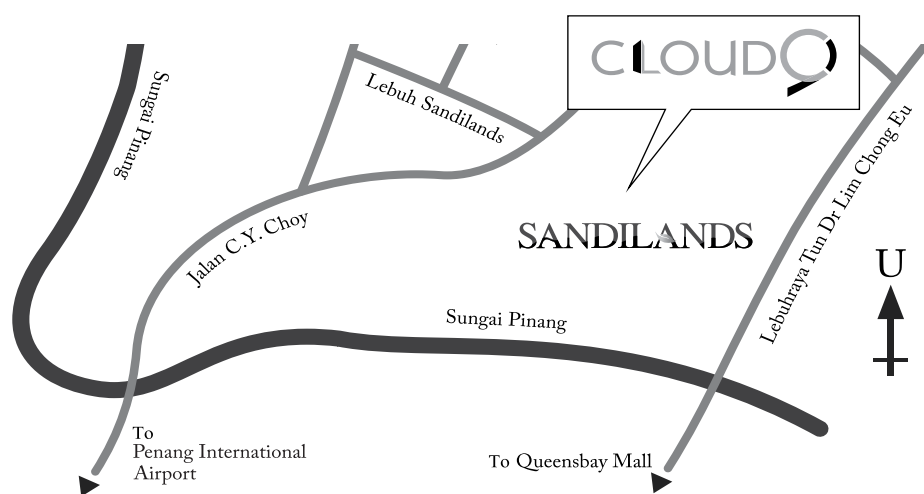 CLOUD9
Sungai Pinang
Lebuh Sandilands
Jalan C.Y. Choy
SANDILANDS
Lebuhraya Tun Dr Lim Chong Eu
U
Sungai Pinang
To
Penang International
Airport
To Queensbay Mall